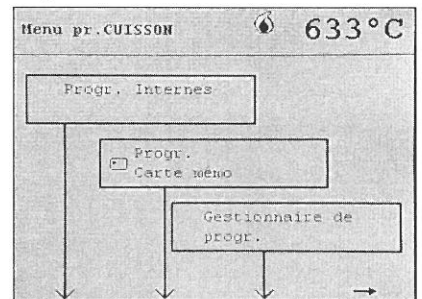 Menu pr.CUISSON
633°C
Progr. Internes
Progr.
Carte mémo
Gestionnaire de
progr.